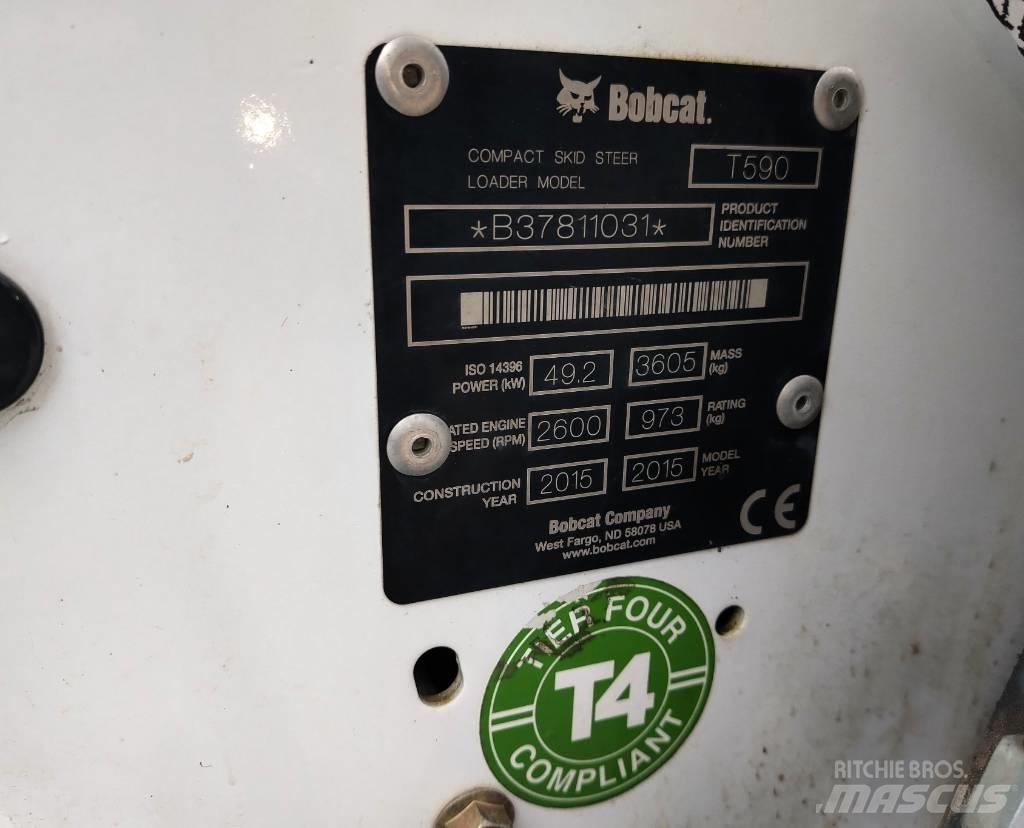 Bobcat.
COMPACT SKID STEER
LOADER MODEL
T590
*B37811031*
PRODUCT
IDENTIFICATION
NUMBER
ISO 14396
POWER (kW)
49.2
3605
MASS
(kg)
ATED ENGINE
SPEED (RPM)
2600
973
RATING
(kg)
CONSTRUCTION
YEAR
2015
2015
MODEL
YEAR
CE
Bobcat Company
West Fargo, ND 58078 USA
www.bobcat.com
TIER FOUR
T4
COMPLIANT
RITCHIE BROS.
MASCUS